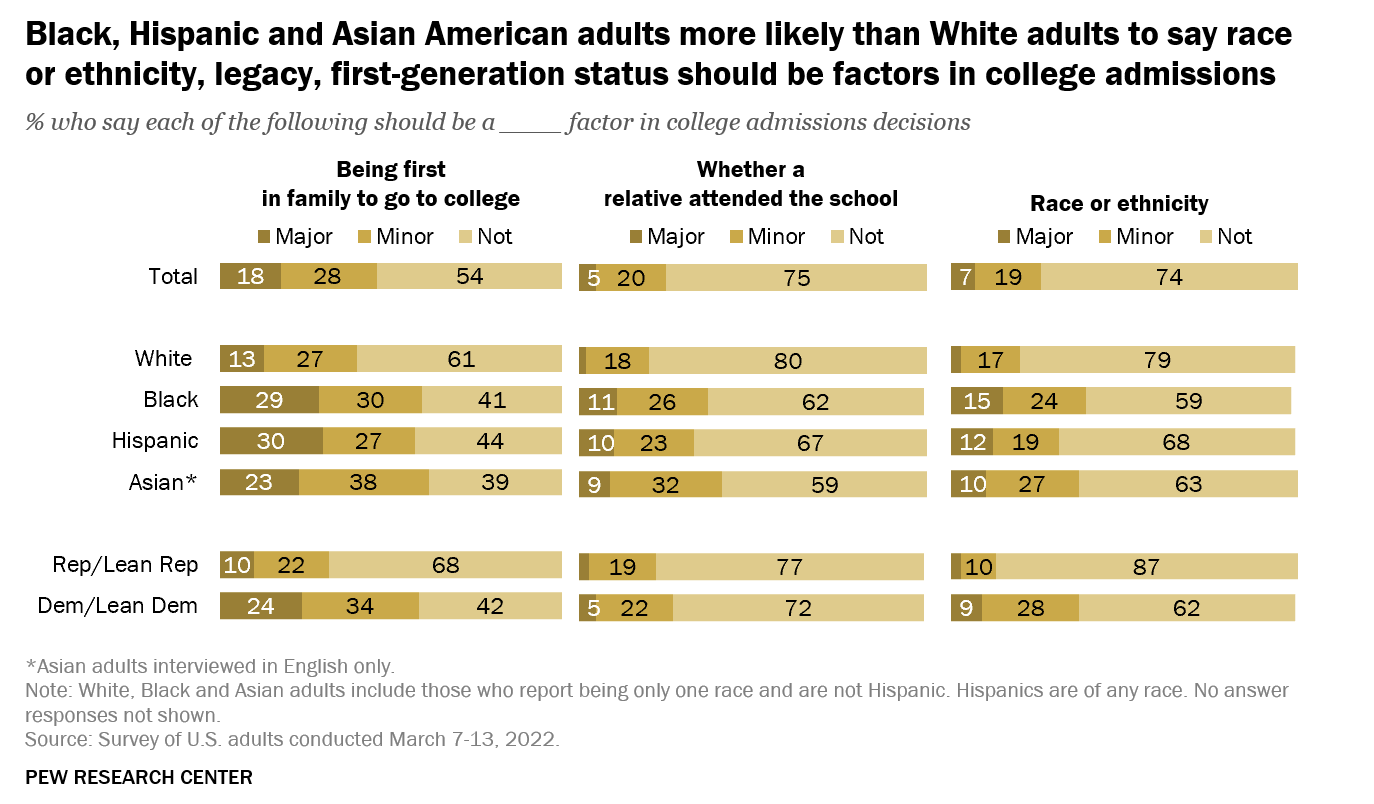 Black, Hispanic and Asian American adults more likely than White adults to say race
or ethnicity, legacy, first-generation status should be factors in college admissions
% who say each of the following should be a ____ factor in college admissions decisions
Being first
in family to go to college
Whether a
relative attended the school
Race or ethnicity
Major Minor Not Major Minor Not Major Minor Not
Total 18 28 54 5 20 75 7 19 74
White 13 27 61 18 80 17 79
Black 29 30 41 11 26 62 15 24 59
Hispanic 30 27 44 10 23 67 12 19 68
Asian* 23 38 39 9 32 59 10 27 63
Rep/Lean Rep 10 22 68 19 77 10 87
Dem/Lean Dem 24 34 42 5 22 72 9 28 62
*Asian adults interviewed in English only.
Note: White, Black and Asian adults include those who report being only one race and are not Hispanic. Hispanics are of any race. No answer
responses not shown.
Source: Survey of U.S. adults conducted March 7-13, 2022.
PEW RESEARCH CENTER